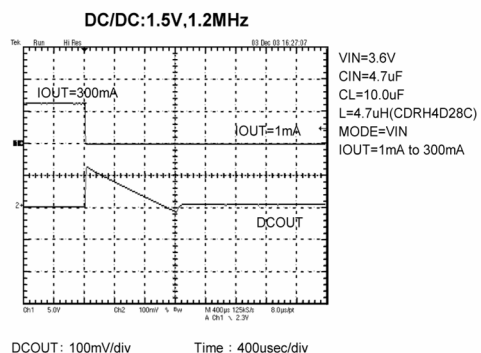 DC/DC:1.5V,1.2MHz
Tek Run Hi Res 03 Dec 03 16:27:07
IOUT=300mA
IOUT=1mA
2
DCOUT
Ch1 5.0V Ch2 100mV M 400µs 125kS/s 8.0µs/pt
A Ch1 \ 2.3V
VIN=3.6V
CIN=4.7uF
CL=10.0uF
L=4.7uH(CDRH4D28C)
MODE=VIN
IOUT=1mA to 300mA
DCOUT: 100mV/div Time : 400usec/div